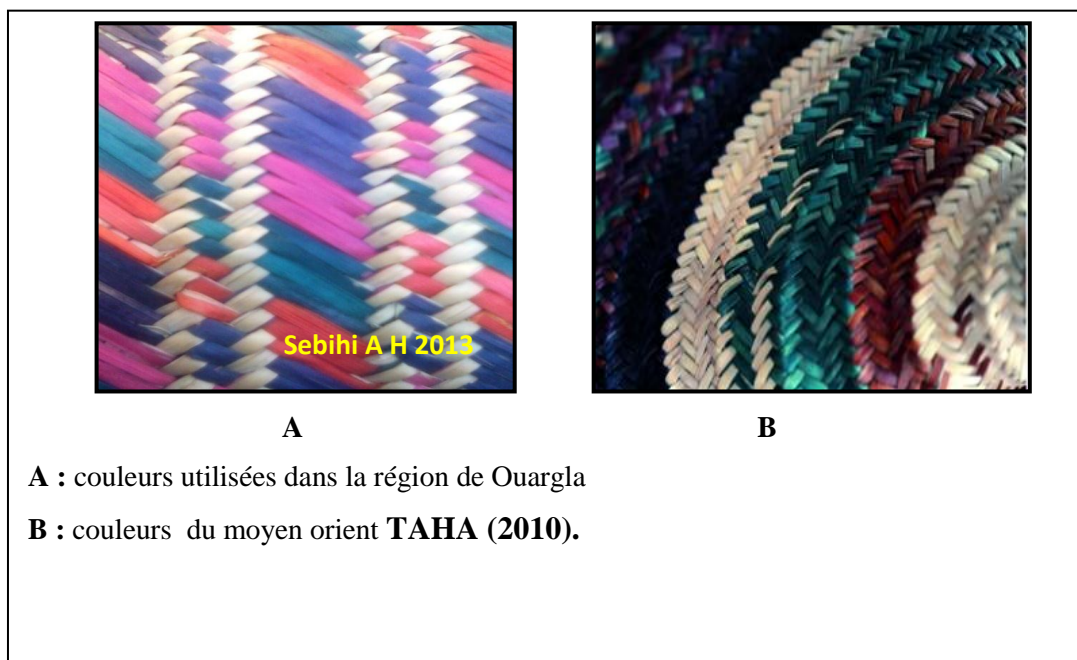 Sebihi A H 2013
A B
A : couleurs utilisées dans la région de Ouargla
B : couleurs du moyen orient TAHA (2010).